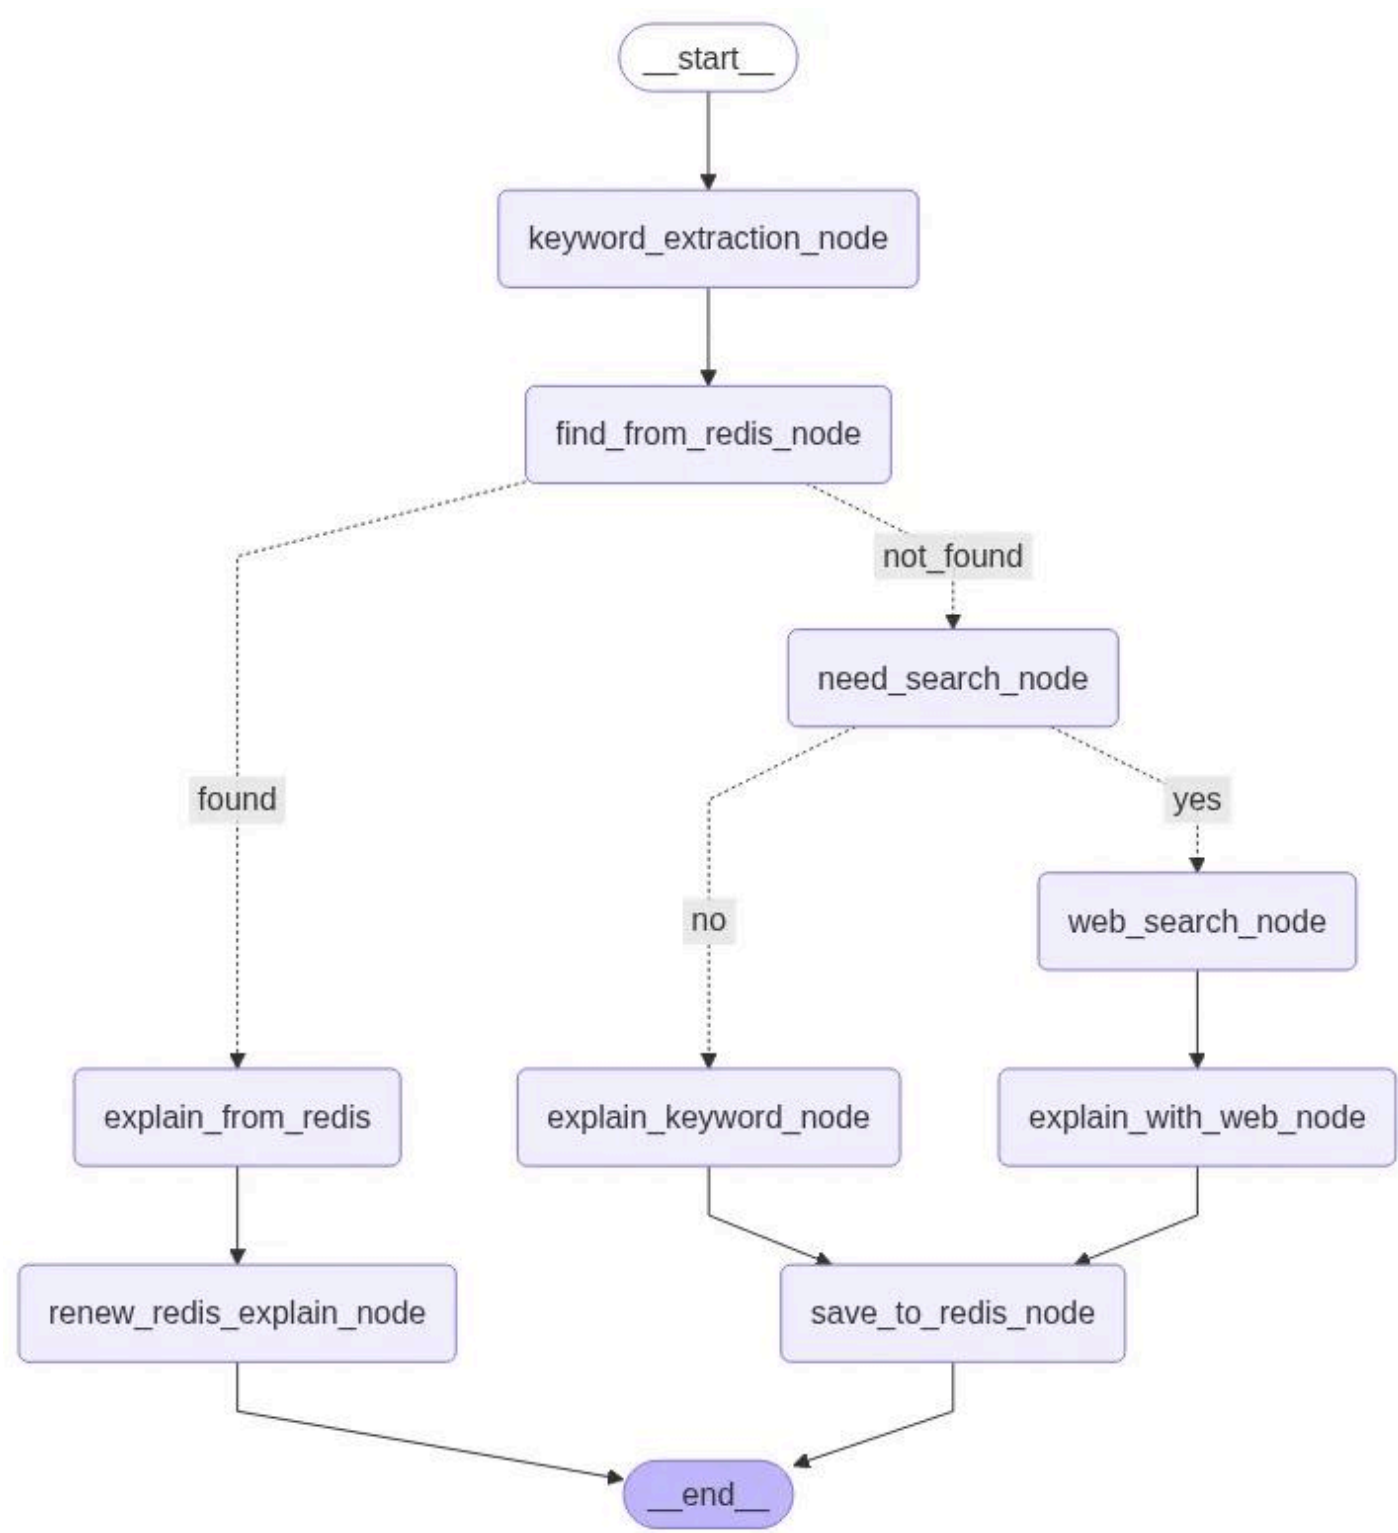 __start__
keyword_extraction_node
find_from_redis_node
not_found
need_search_node
found
yes
no
web_search_node
explain_from_redis
explain_keyword_node
explain_with_web_node
renew_redis_explain_node
save_to_redis_node
__end__